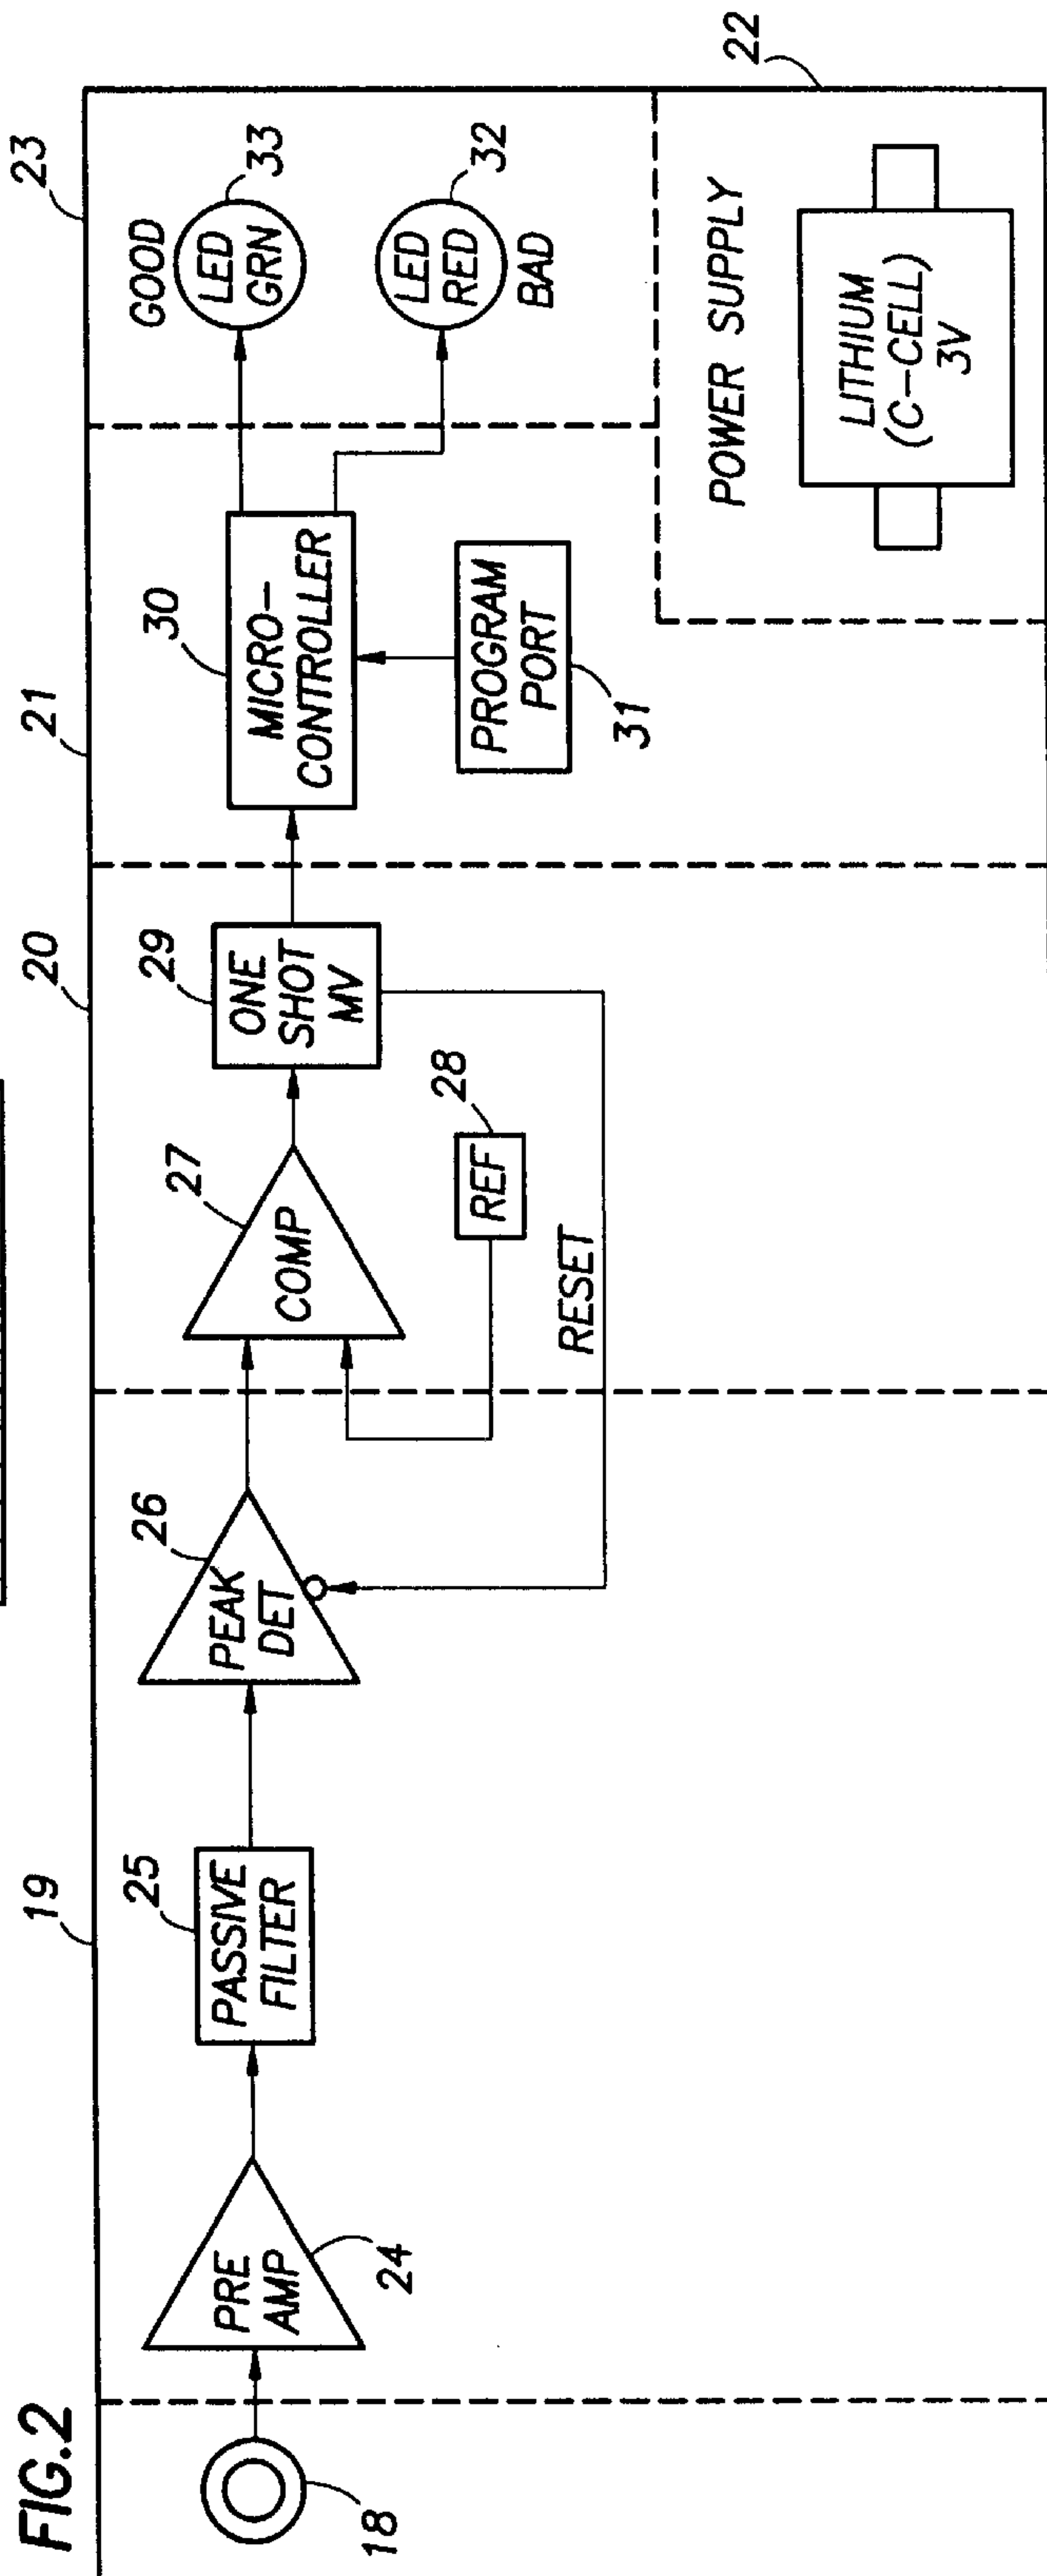 FIG.2
19
20
21
23
18
PRE
AMP
24
25
PASSIVE
FILTER
26
PEAK
DET
27
COMP
28
REF
RESET
29
ONE
SHOT
MV
30
MICRO-
CONTROLLER
PROGRAM
PORT
31
GOOD
LED
GRN
33
LED
RED
32
BAD
POWER SUPPLY
LITHIUM
(C-CELL)
3V
22